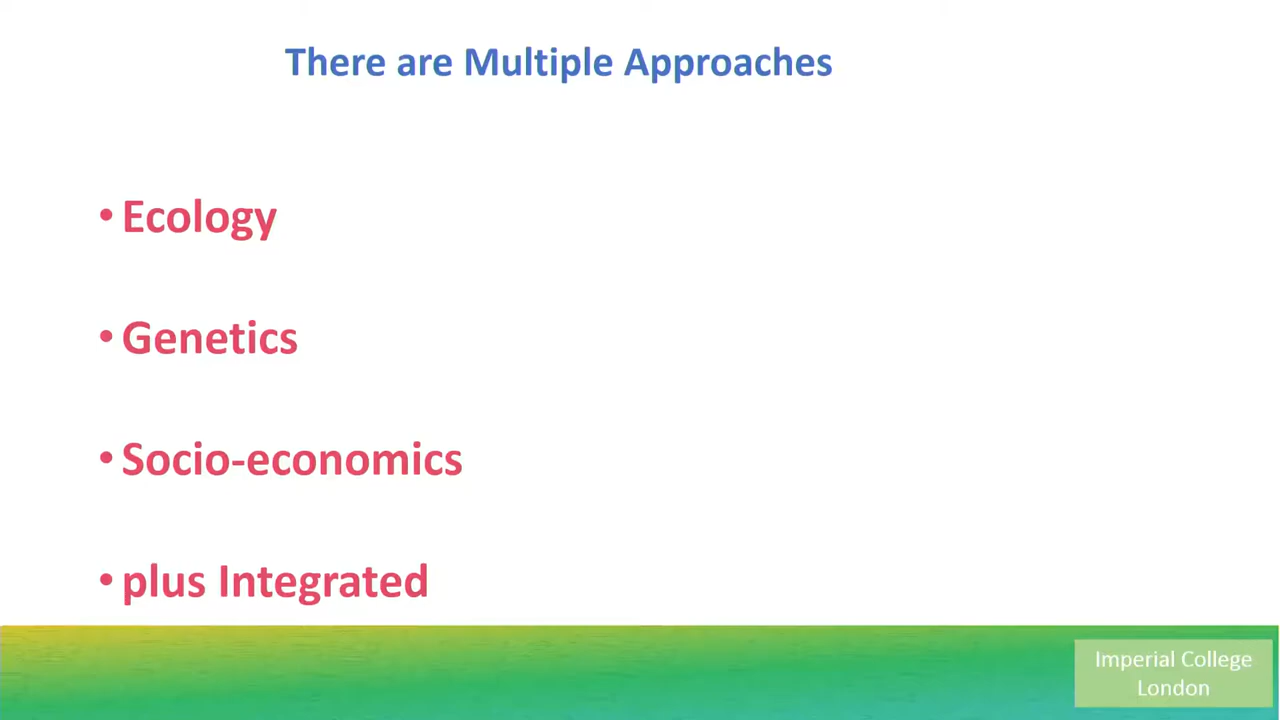 There are Multiple Approaches
• Ecology
• Genetics
• Socio-economics
• plus Integrated
Imperial College
London